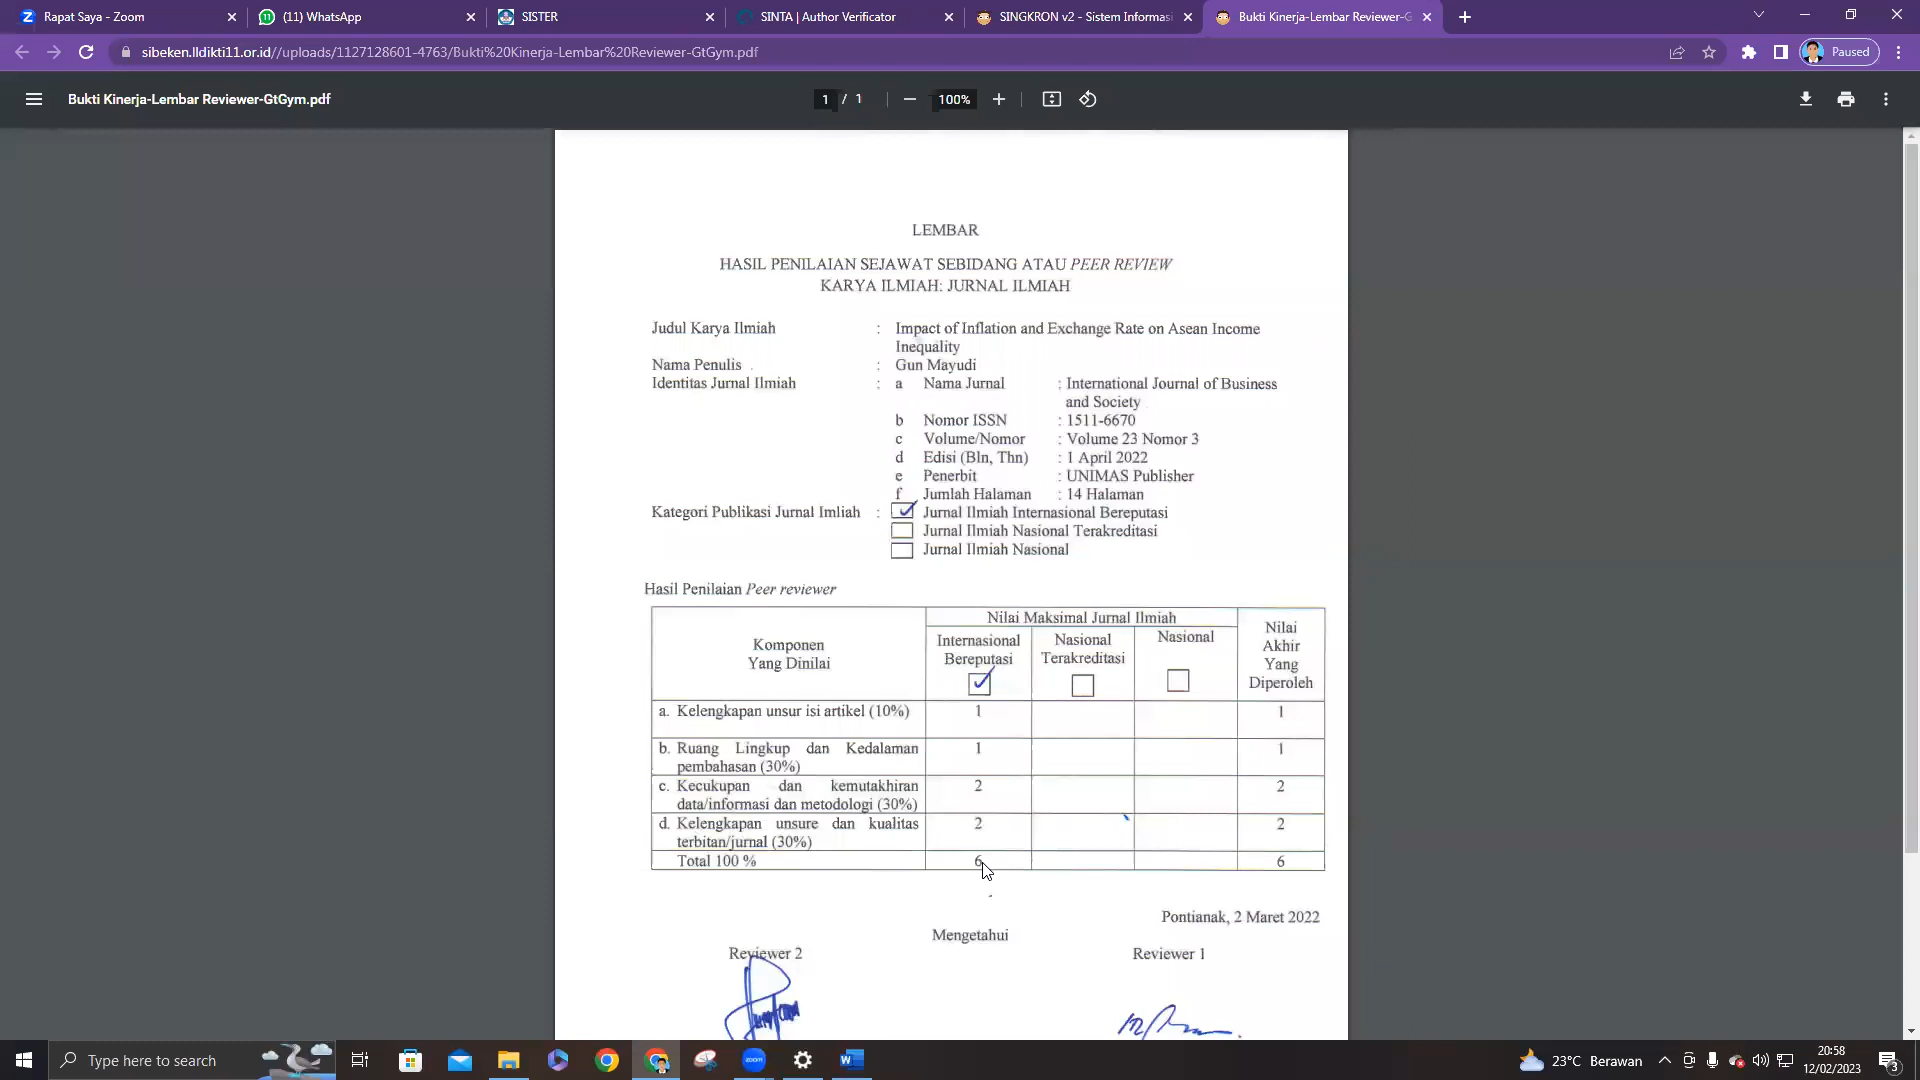 Rapat Saya - Zoom
(11) WhatsApp
SISTER
SINTA | Author Verificator
SINGKRON v2 - Sistem Informasi
Bukti Kinerja-Lembar Reviewer-G
sibeken.lldikti11.or.id//uploads/1127128601-4763/Bukti%20Kinerja-Lembar%20Reviewer-GtGym.pdf
Paused
Bukti Kinerja-Lembar Reviewer-GtGym.pdf
1 / 1
100%
LEMBAR
HASIL PENILAIAN SEJAWAT SEBIDANG ATAU PEER REVIEW
KARYA ILMIAH: JURNAL ILMIAH
Judul Karya Ilmiah : Impact of Inflation and Exchange Rate on Asean Income
Inequality
Nama Penulis : Gun Mayudi
Identitas Jurnal Ilmiah : a Nama Jurnal : International Journal of Business
and Society
b Nomor ISSN : 1511-6670
c Volume/Nomor : Volume 23 Nomor 3
d Edisi (Bln, Thn) : 1 April 2022
e Penerbit : UNIMAS Publisher
f Jumlah Halaman : 14 Halaman
Kategori Publikasi Jurnal Imliah : Jurnal Ilmiah Internasional Bereputasi
Jurnal Ilmiah Nasional Terakreditasi
Jurnal Ilmiah Nasional
Hasil Penilaian Peer reviewer
Komponen
Yang Dinilai
Nilai Maksimal Jurnal Ilmiah
Internasional
Bereputasi
Nasional
Terakreditasi
Nasional
Nilai
Akhir
Yang
Diperoleh
a. Kelengkapan unsur isi artikel (10%) 1 1
b. Ruang Lingkup dan Kedalaman 1 1
pembahasan (30%)
c. Kecukupan dan kemutakhiran 2 2
data/informasi dan metodologi (30%)
d. Kelengkapan unsure dan kualitas 2 2
terbitan/jurnal (30%)
Total 100 % 6 6
Pontianak, 2 Maret 2022
Mengetahui
Reviewer 2
Reviewer 1
Type here to search
zoom
23°C Berawan
20:58
12/02/2023
3